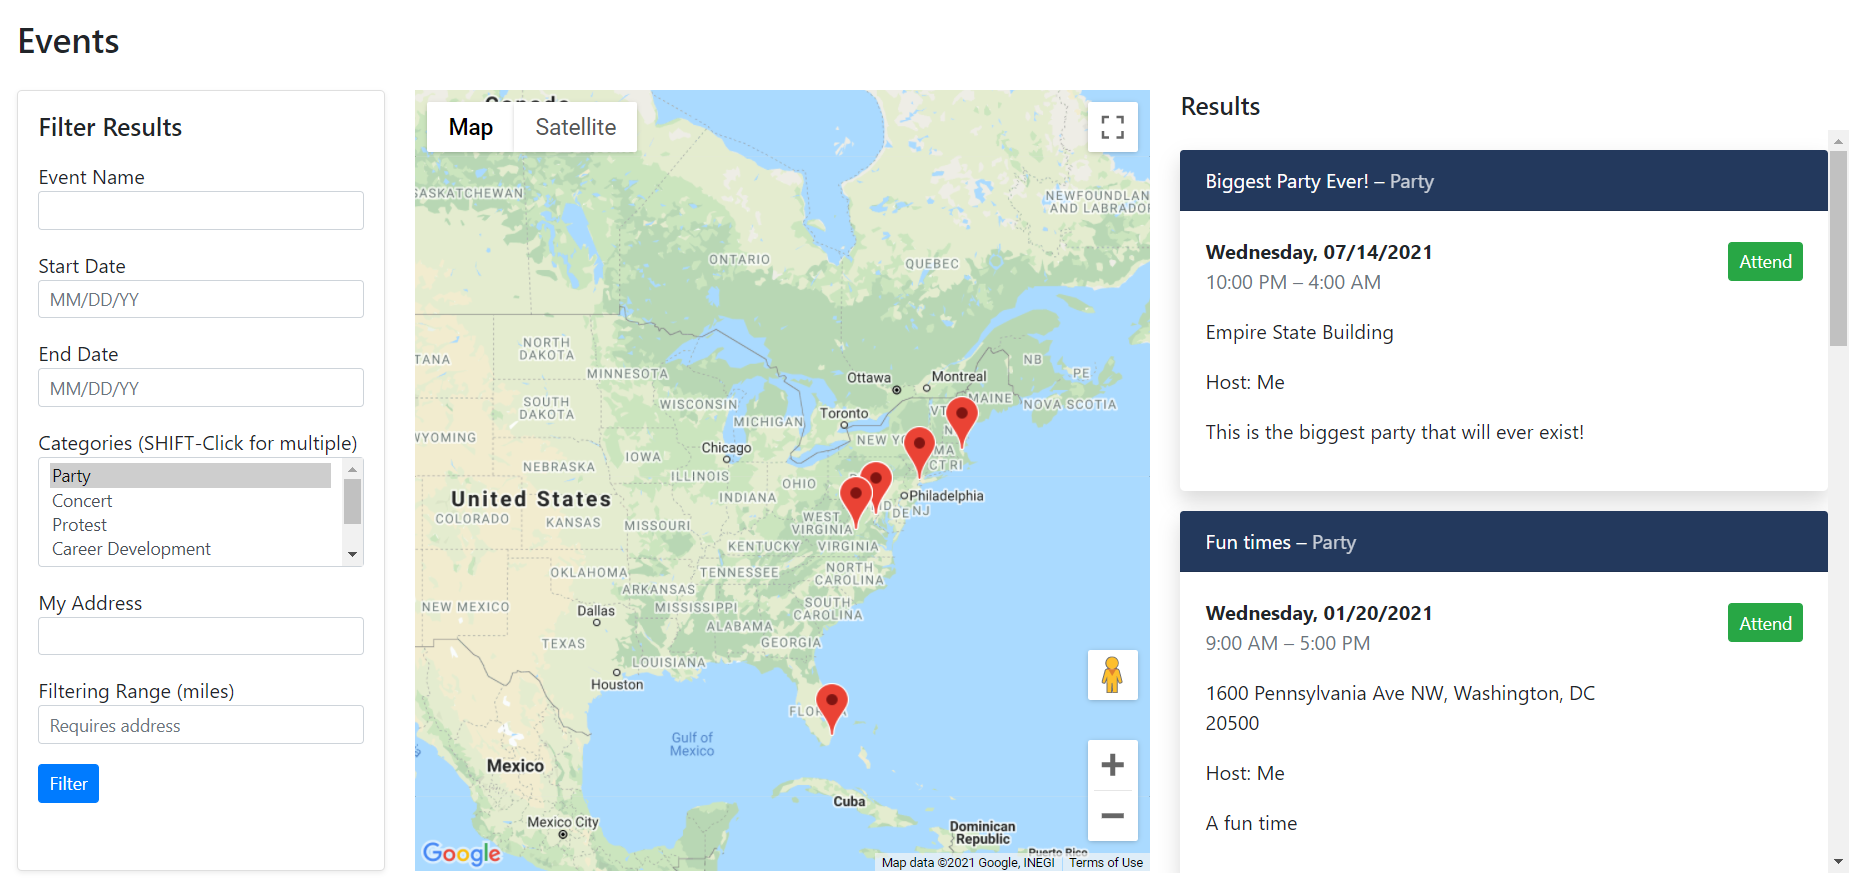 Events
Filter Results
Event Name
Start Date
MM/DD/YY
End Date
MM/DD/YY
Categories (SHIFT-Click for multiple)
Party
Concert
Protest
Career Development
My Address
Filtering Range (miles)
Requires address
Filter
Map
Satellite
SASKATCHEWAN
NEWFOUNDLAN
AND LABRADOR
ONTARIO
QUEBEC
NORTH
DAKOTA
TANA
MINNESOTA
NB
PE
Ottawa
Montreal
MAINE
NOVA SCOTIA
SOUTH
DAKOTA
WISCONSIN
MICHIGAN
Toronto
VT
WYOMING
Chicago
NEW Y
MA
CT RI
IOWA
NEBRASKA
ILLINOIS
INDIANA
OHIO
Philadelphia
United States
DE NJ
COLORADO
KANSAS
MISSOURI
WEST
VIRGINIA
KENTUCKY
VIRGINIA
OKLAHOMA
TENNESSEE
NORTH
CAROLINA
ARKANSAS
NEW MEXICO
Dallas
MISSISSIPPI
SOUTH
CAROLINA
ALABAMA
TEXAS
GEORGIA
LOUISIANA
Houston
FLOR
Gulf of
Mexico
Mexico
Cuba
Mexico City
Dominican
Republic
Puerto Rico
Google
Map data ©2021 Google, INEGI
Terms of Use
Results
Biggest Party Ever! – Party
Wednesday, 07/14/2021
Attend
10:00 PM – 4:00 AM
Empire State Building
Host: Me
This is the biggest party that will ever exist!
Fun times – Party
Wednesday, 01/20/2021
Attend
9:00 AM – 5:00 PM
1600 Pennsylvania Ave NW, Washington, DC
20500
Host: Me
A fun time